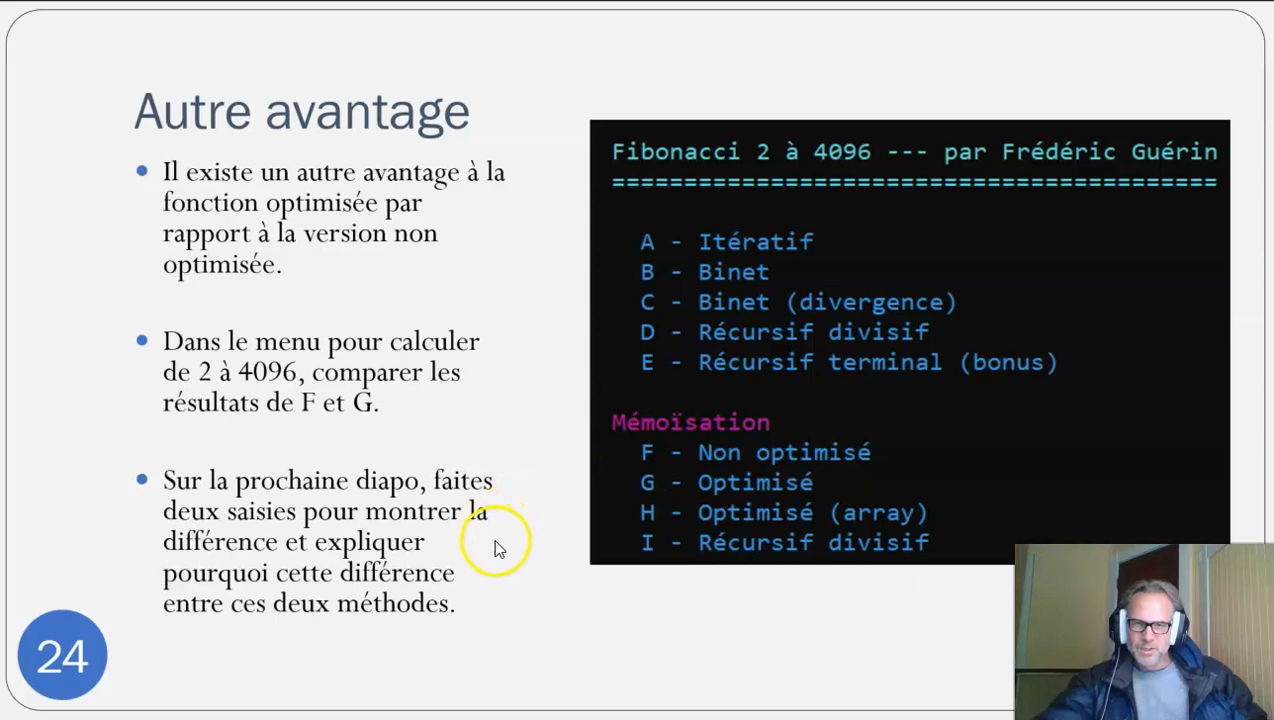 Autre avantage
Il existe un autre avantage à la
fonction optimisée par
rapport à la version non
optimisée.
Dans le menu pour calculer
de 2 à 4096, comparer les
résultats de F et G.
Sur la prochaine diapo, faites
deux saisies pour montrer la
différence et expliquer
pourquoi cette différence
entre ces deux méthodes.
24
Fibonacci 2 à 4096 --- par Frédéric Guérin
==========================================
A - Itératif
B - Binet
C - Binet (divergence)
D - Récursif divisif
E - Récursif terminal (bonus)
Mémoïsation
F - Non optimisé
G - Optimisé
H - Optimisé (array)
I - Récursif divisif